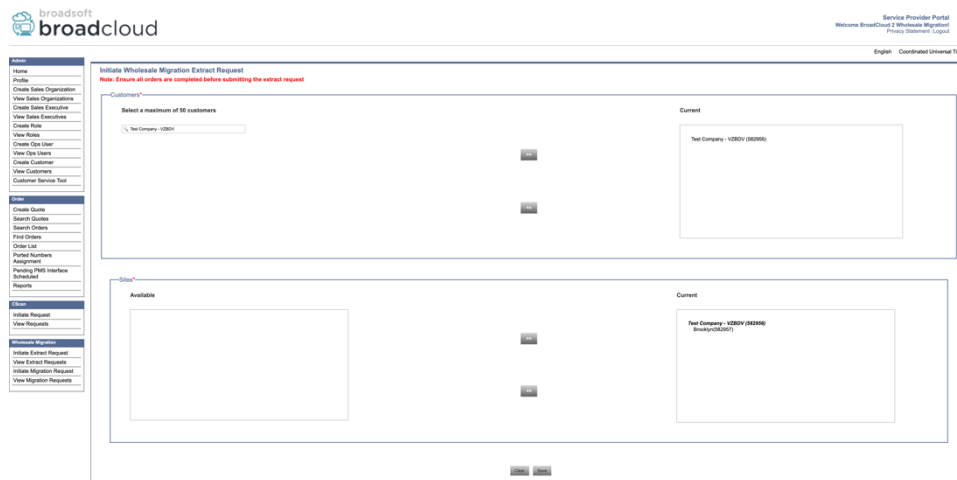 broadsoft
broadcloud
Service Provider Portal
Welcome BroadCloud 2 Wholesale Migration!
Privacy Statement |Logout
English Coordinated Universal Ti
Admin
Home
Profile
Create Sales Organization
View Sales Organizations
Create Sales Executive
View Sales Executives
Create Role
View Roles
Create Ops User
View Ops Users
Create Customer
View Customers
Customer Service Tool
Order
Create Quote
Search Quotes
Search Orders
Find Orders
Order List
Ported Numbers
Assignment
Pending PMS Interface
Scheduled
Reports
CScan
Initiate Request
View Requests
Wholesale Migration
Initiate Extract Request
View Extract Requests
Initiate Migration Request
View Migration Requests
Initiate Wholesale Migration Extract Request
Note: Ensure all orders are completed before submitting the extract request
Customers*
Select a maximum of 50 customers
Current
Test Company - VZBDV
Test Company - VZBDV (582956)
>>
<<
Sites*
Available
Current
Test Company - VZBDV (582956)
Brooklyn(582957)
>>
<<
Clear Save